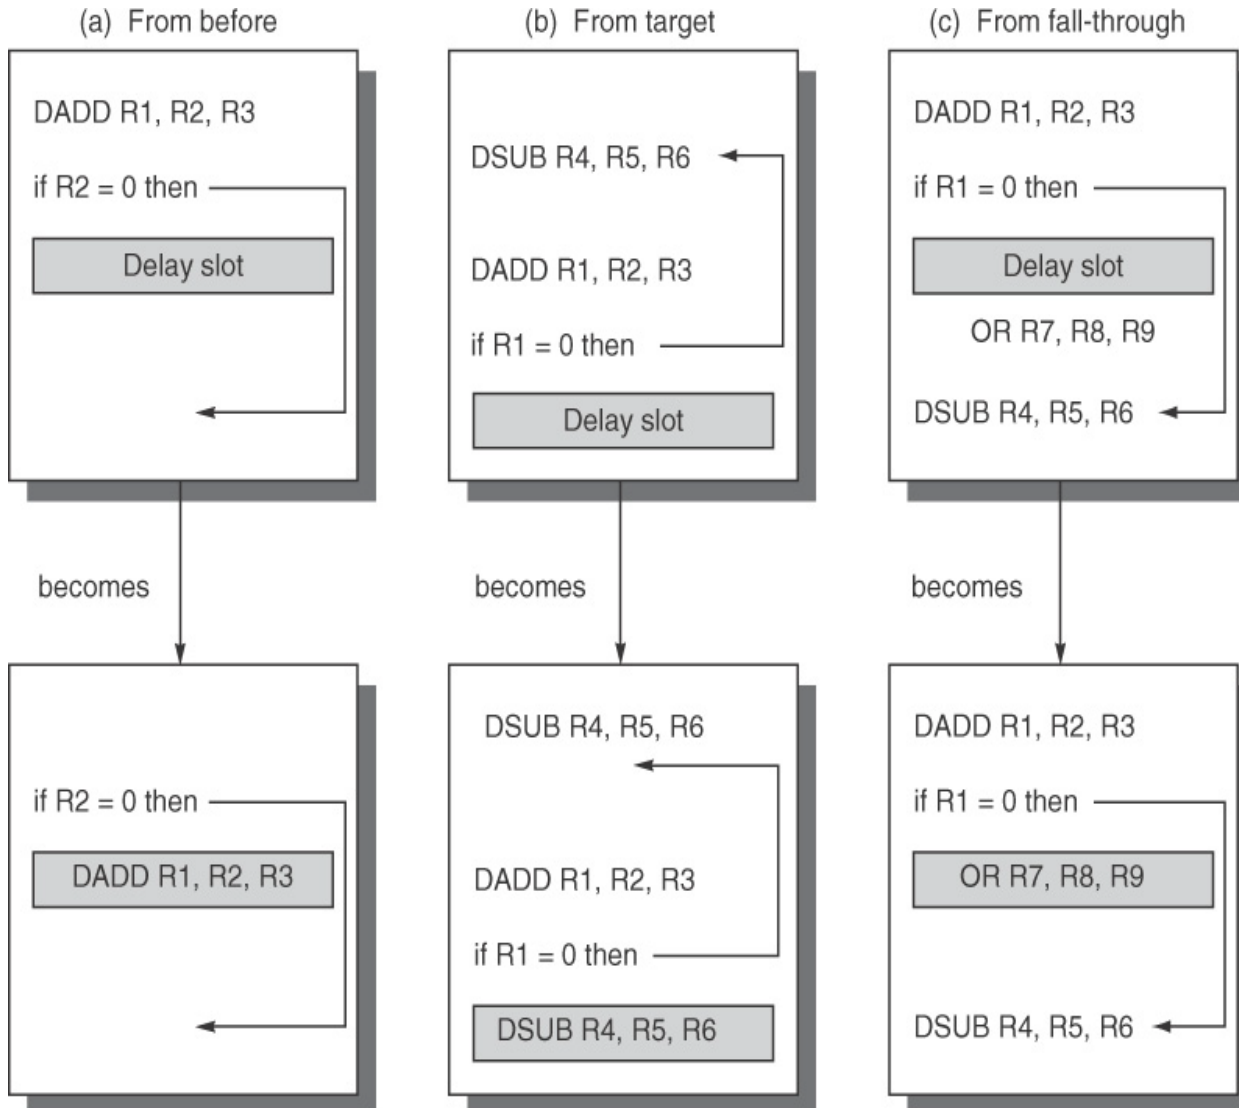 (a) From before
DADD R1, R2, R3
if R2 = 0 then
Delay slot
becomes
if R2 = 0 then
DADD R1, R2, R3
(b) From target
DSUB R4, R5, R6
DADD R1, R2, R3
if R1 = 0 then
Delay slot
becomes
DSUB R4, R5, R6
DADD R1, R2, R3
if R1 = 0 then
DSUB R4, R5, R6
(c) From fall-through
DADD R1, R2, R3
if R1 = 0 then
Delay slot
OR R7, R8, R9
DSUB R4, R5, R6
becomes
DADD R1, R2, R3
if R1 = 0 then
OR R7, R8, R9
DSUB R4, R5, R6